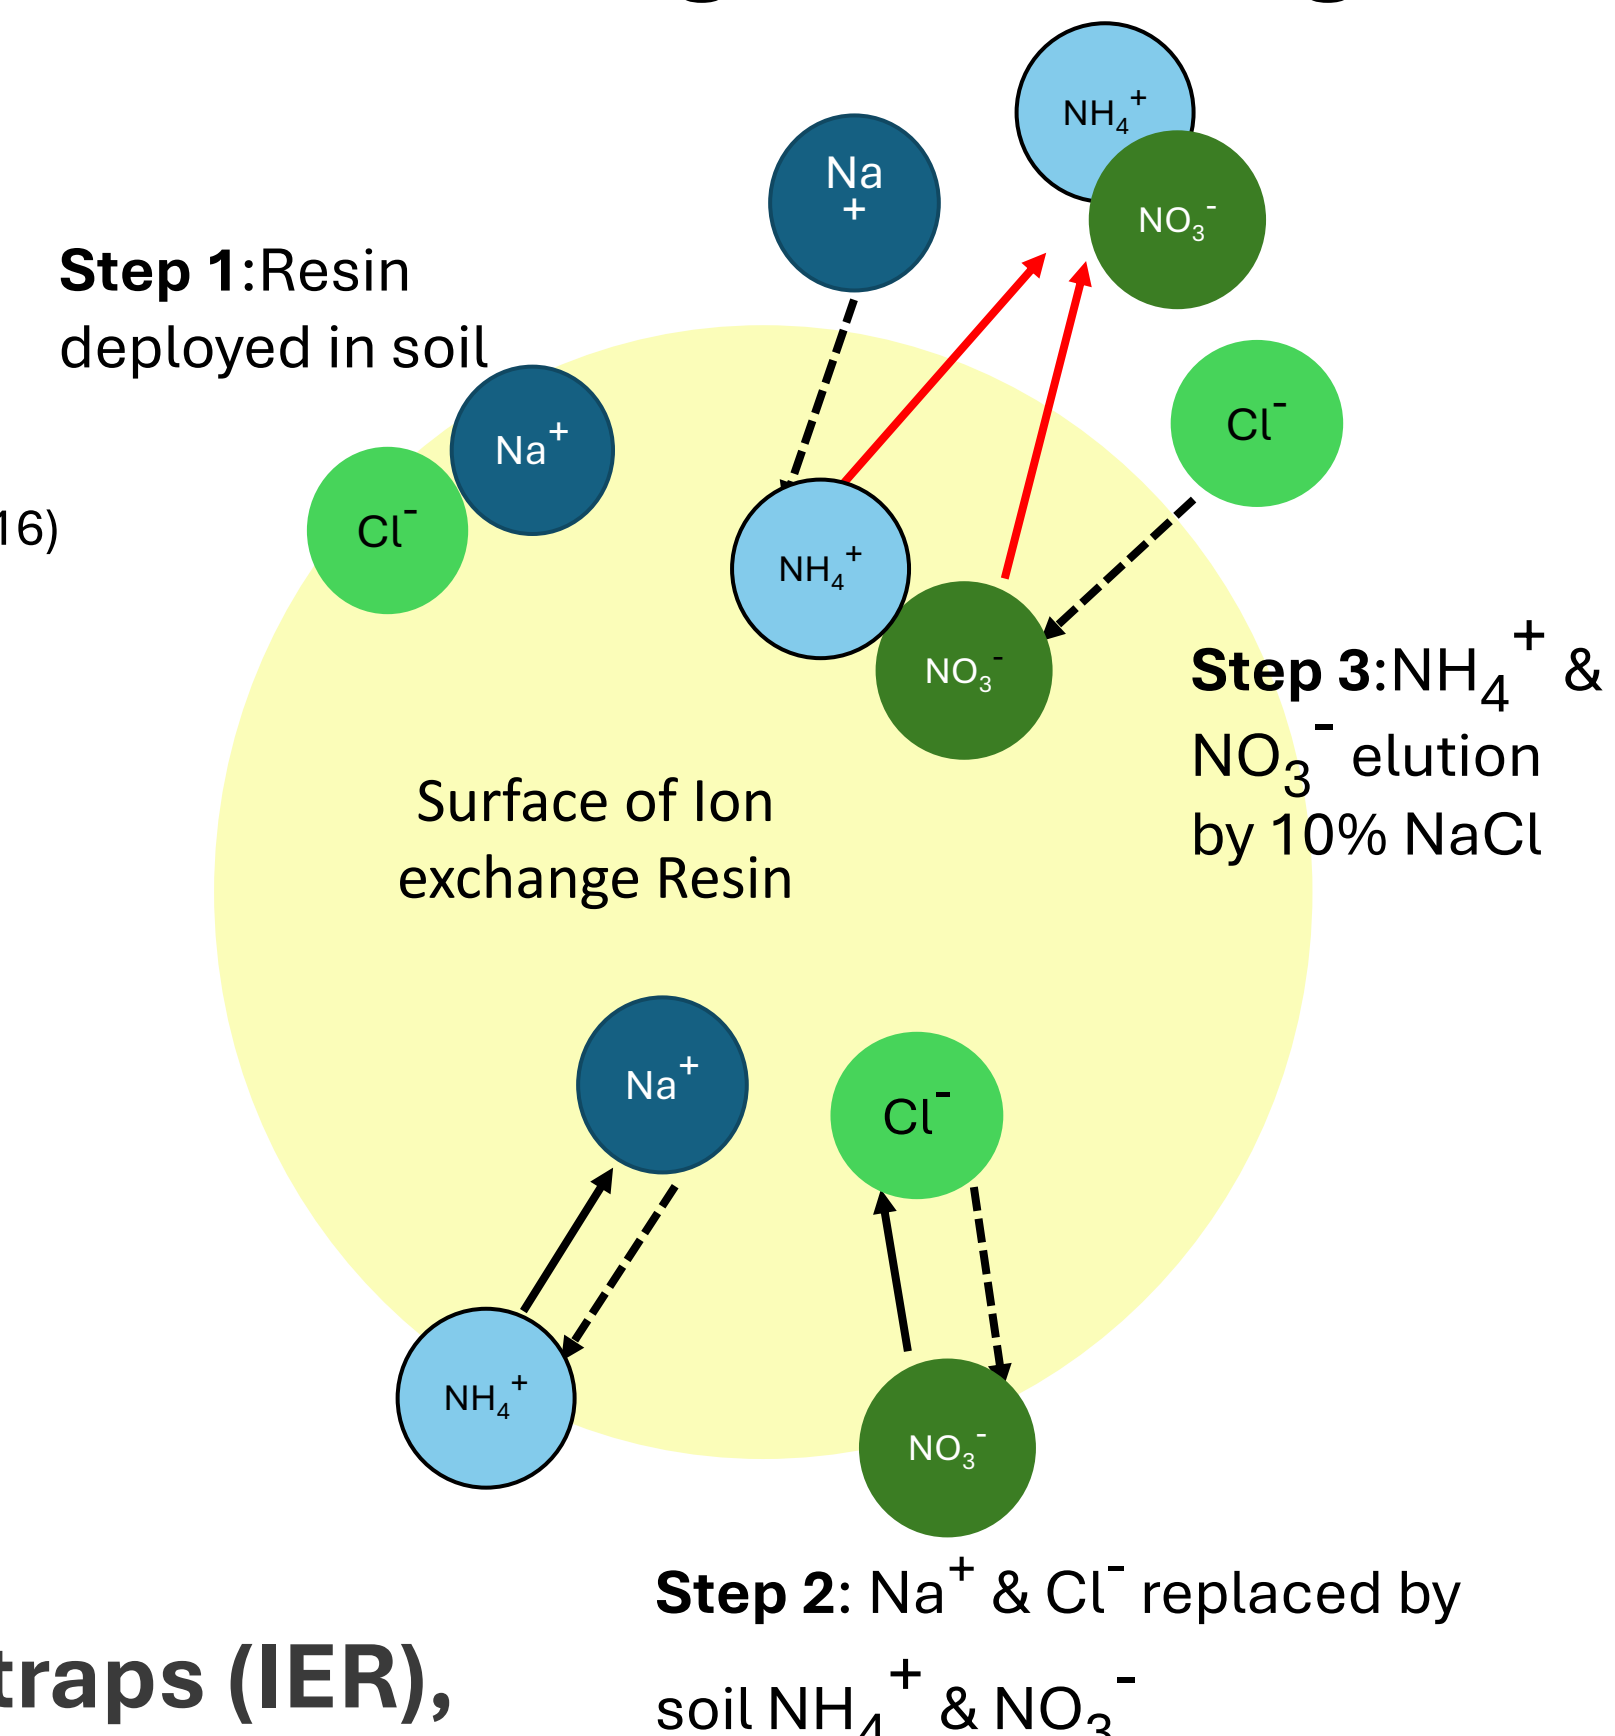 NH₄⁺
Na
+
NO₃⁻
Step 1:Resin
deployed in soil
Cl⁻
Na⁺
Cl⁻
16)
NH₄⁺
NO₃⁻
Step 3:NH₄⁺ &
NO₃⁻ elution
by 10% NaCl
Surface of Ion
exchange Resin
Na⁺
Cl⁻
NH₄⁺
NO₃⁻
Step 2: Na⁺ & Cl⁻ replaced by
soil NH₄⁺ & NO₃⁻
traps (IER),